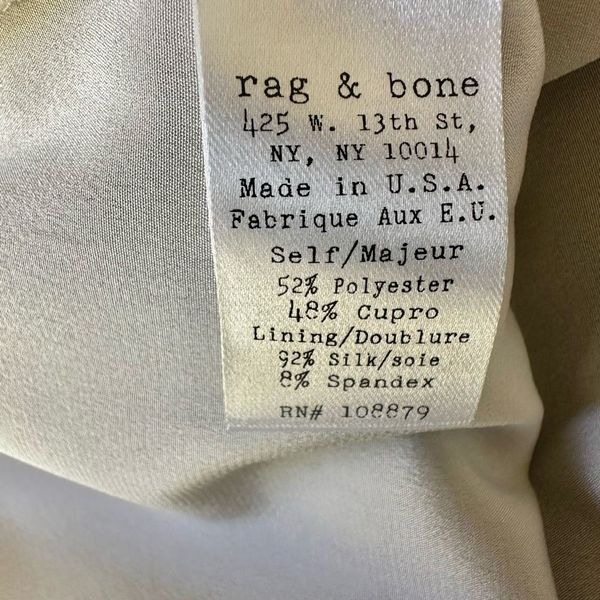 rag & bone
425 W. 13th St,
NY, NY 10014
Made in U.S.A.
Fabrique Aux E.U.
Self/Majeur
52% Polyester
48% Cupro
Lining/Doublure
92% Silk/soie
8% Spandex
RN# 108879